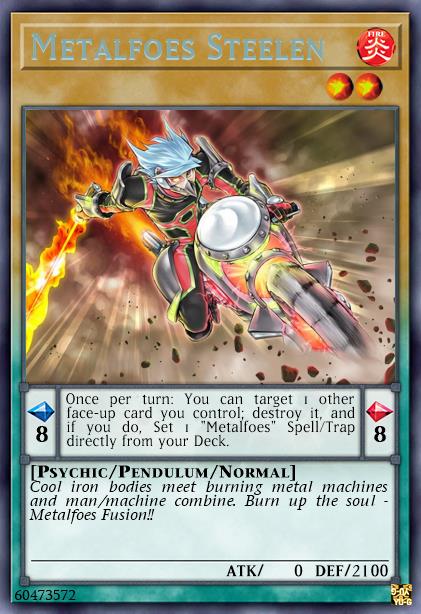 METALFOES STEELEN
FIRE
炎
Once per turn: You can target 1 other
face-up card you control; destroy it, and
if you do, Set 1 "Metalfoes" Spell/Trap
directly from your Deck.
8
8
[PSYCHIC/PENDULUM/NORMAL]
Cool iron bodies meet burning metal machines
and man/machine combine. Burn up the soul -
Metalfoes Fusion!!
ATK/ 0 DEF/2100
60473572